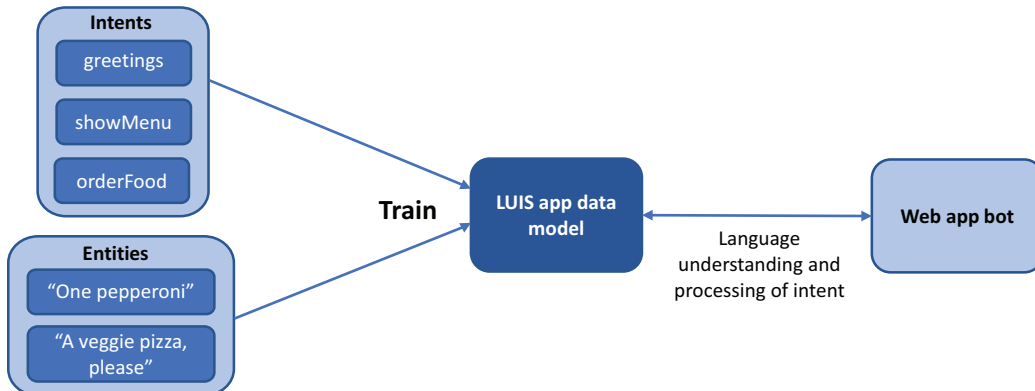 Intents
greetings
showMenu
orderFood
Entities
“One pepperoni”
“A veggie pizza,
please”
Train
LUIS app data
model
Language
understanding and
processing of intent
Web app bot